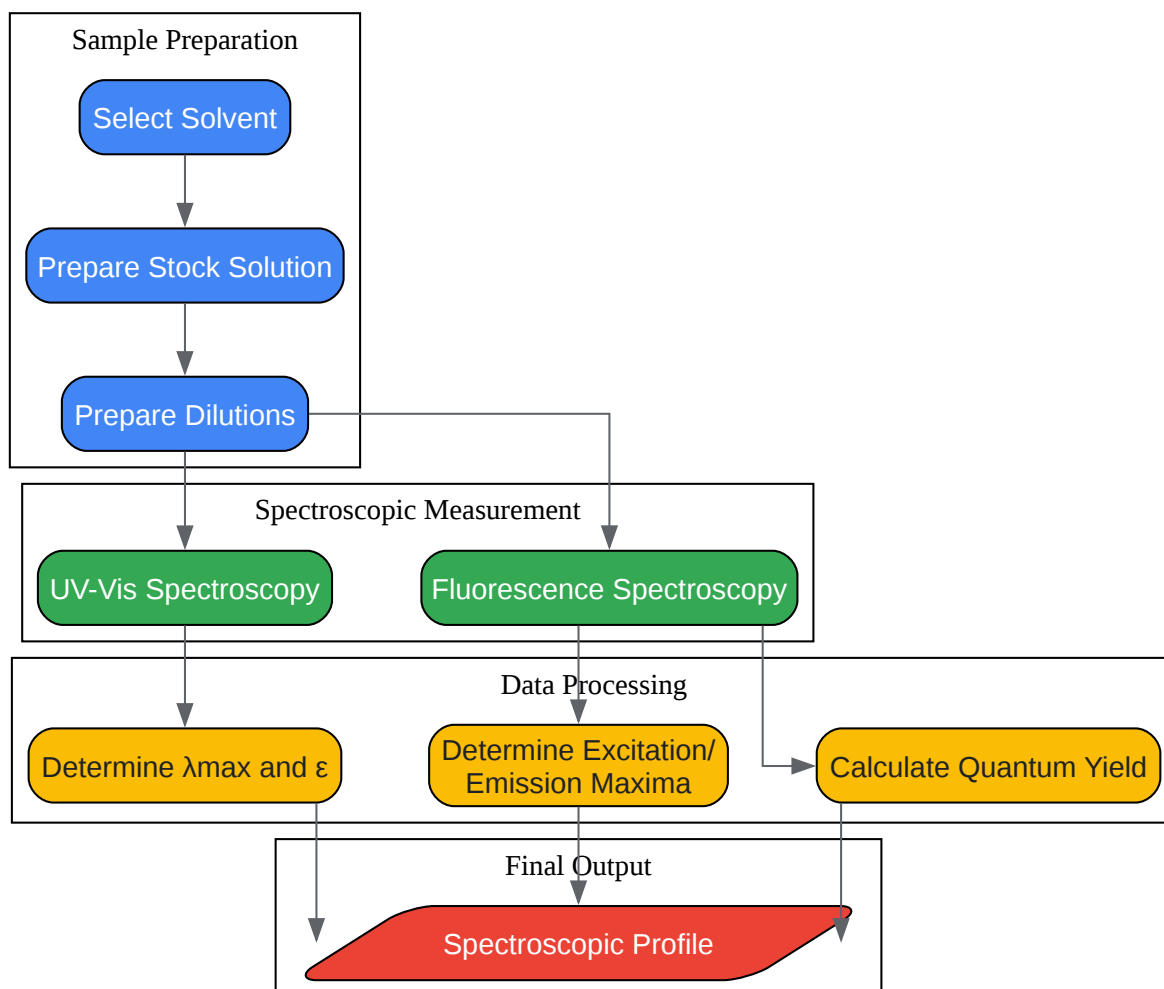 Sample Preparation
Select Solvent
Prepare Stock Solution
Prepare Dilutions
Spectroscopic Measurement
UV-Vis Spectroscopy
Fluorescence Spectroscopy
Data Processing
Determine λmax and ε
Determine Excitation/
Emission Maxima
Calculate Quantum Yield
Final Output
Spectroscopic Profile